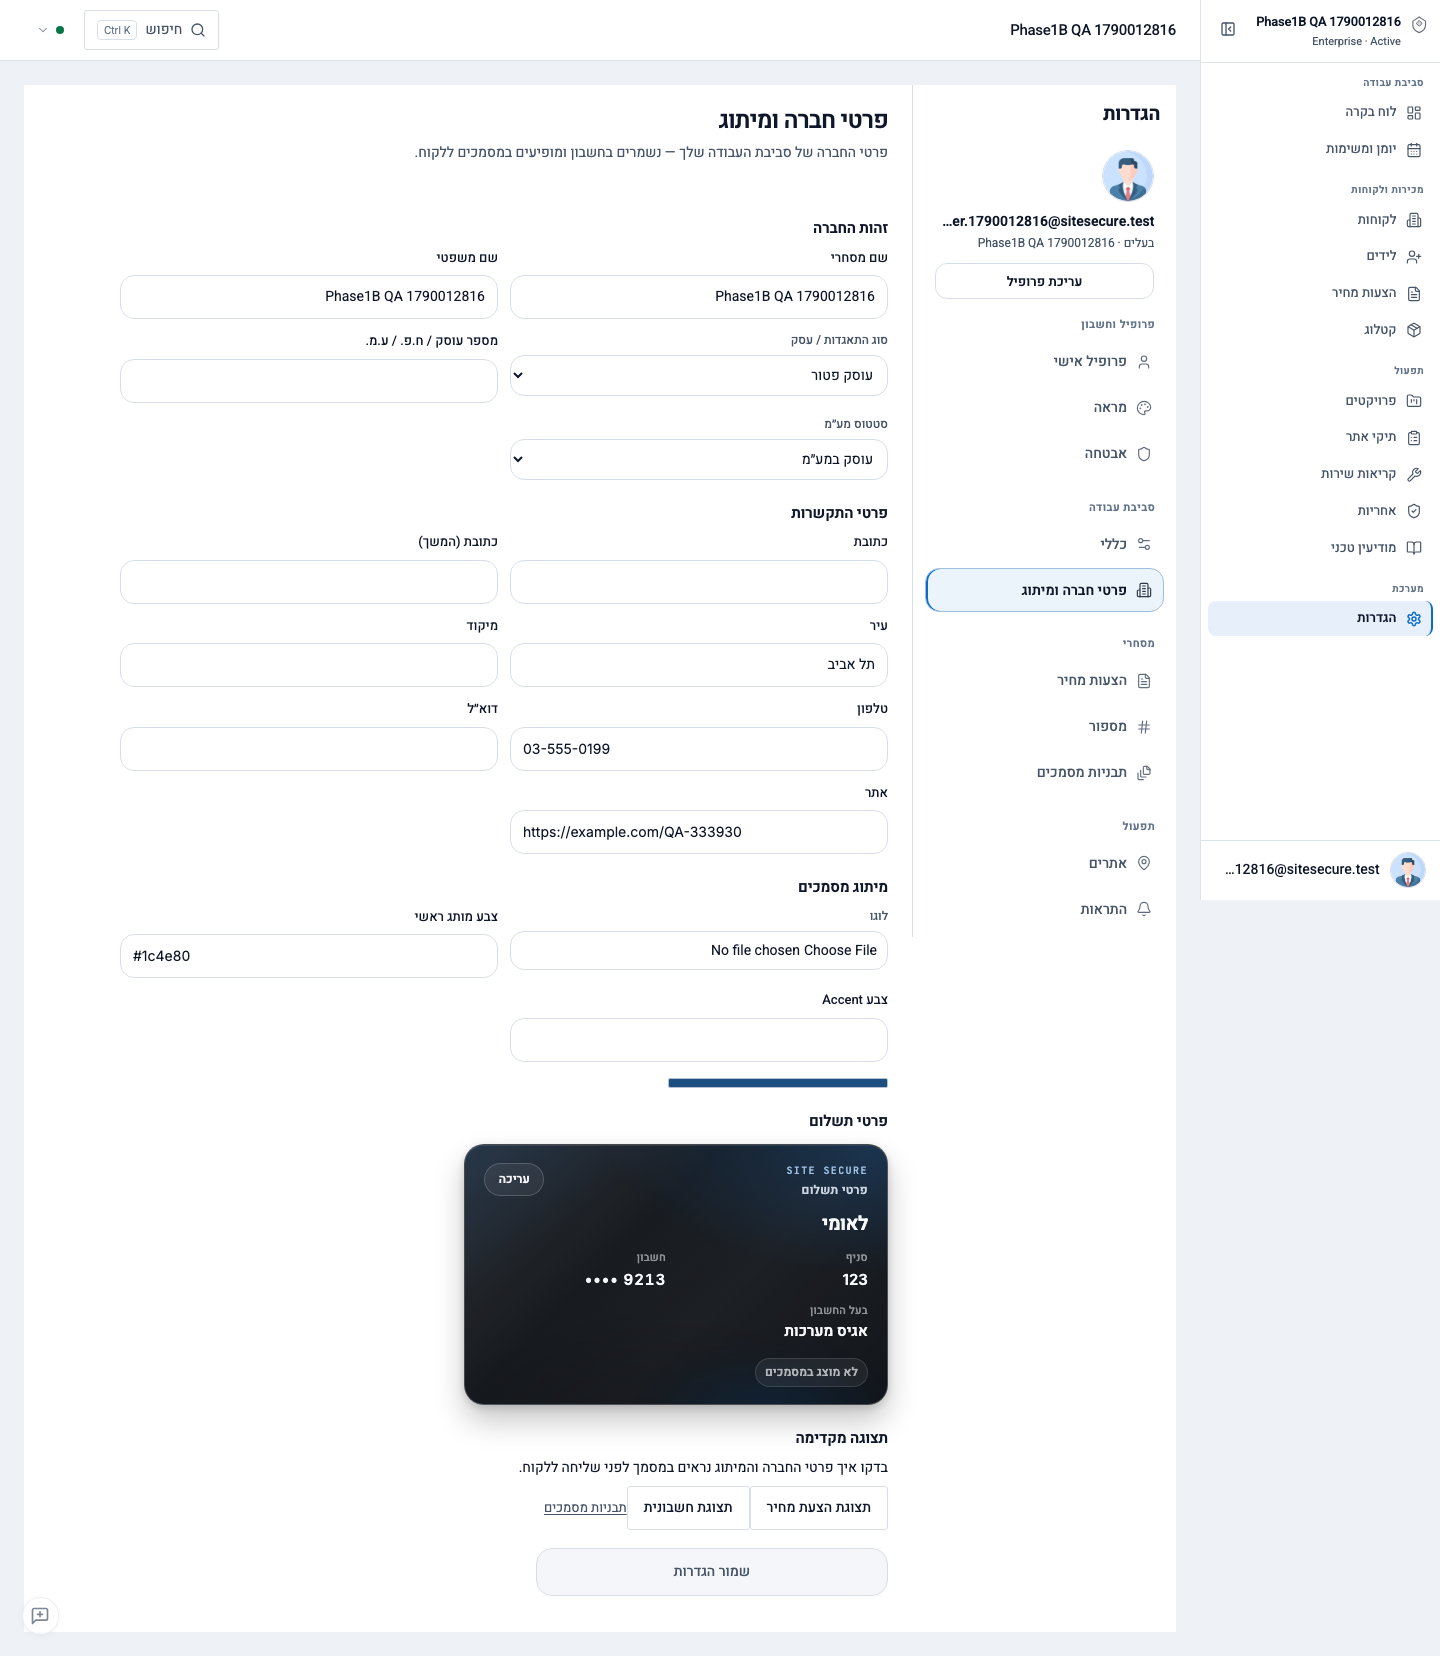 Phase1B QA 1790012816
Enterprise · Active
סביבת עבודה
לוח בקרה
יומן ומשימות
מכירות ולקוחות
לקוחות
לידים
הצעות מחיר
קטלוג
תפעול
פרויקטים
תיקי אתר
קריאות שירות
אחריות
מודיעין טכני
מערכת
הגדרות
…12816@sitesecure.test
Phase1B QA 1790012816
חיפוש Ctrl K
הגדרות
…er.1790012816@sitesecure.test
בעלים · Phase1B QA 1790012816
עריכת פרופיל
פרופיל וחשבון
פרופיל אישי
מראה
אבטחה
סביבת עבודה
כללי
פרטי חברה ומיתוג
מסחרי
הצעות מחיר
מספור
תבניות מסמכים
תפעול
אתרים
התראות
פרטי חברה ומיתוג
פרטי החברה של סביבת העבודה שלך — נשמרים בחשבון ומופיעים במסמכים ללקוח.
זהות החברה
שם מסחרי
Phase1B QA 1790012816
שם משפטי
Phase1B QA 1790012816
סוג התאגדות / עסק
עוסק פטור
מספר עוסק / ח.פ. / ע.מ.
סטטוס מע״מ
עוסק במע״מ
פרטי התקשרות
כתובת
כתובת (המשך)
עיר
תל אביב
מיקוד
טלפון
03-555-0199
דוא״ל
אתר
https://example.com/QA-333930
מיתוג מסמכים
לוגו
No file chosen Choose File
צבע מותג ראשי
#1c4e80
צבע Accent
פרטי תשלום
SITE SECURE
פרטי תשלום
עריכה
לאומי
סניף
123
חשבון
•••• 9213
בעל החשבון
אגיס מערכות
לא מוצג במסמכים
תצוגה מקדימה
בדקו איך פרטי החברה והמיתוג נראים במסמך לפני שליחה ללקוח.
תצוגת הצעת מחיר
תצוגת חשבונית
תבניות מסמכים
שמור הגדרות